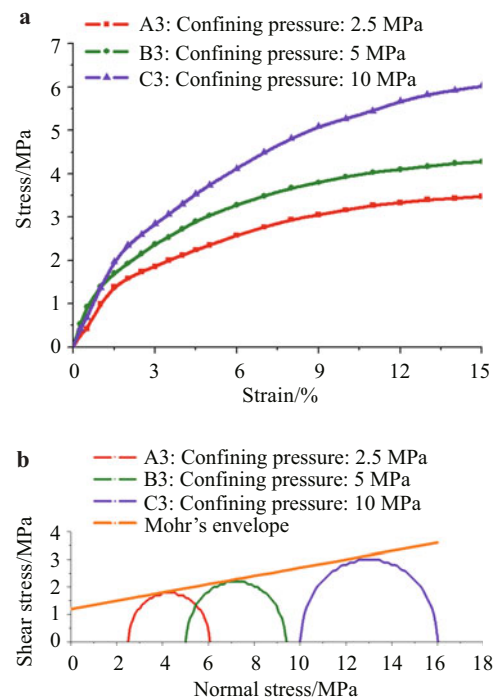 a
A3: Confining pressure: 2.5 MPa
B3: Confining pressure: 5 MPa
C3: Confining pressure: 10 MPa
7
6
5
4
3
2
1
0
Stress/MPa
0 3 6 9 12 15
Strain/%
b
A3: Confining pressure: 2.5 MPa
B3: Confining pressure: 5 MPa
C3: Confining pressure: 10 MPa
Mohr's envelope
4
3
2
1
0
Shear stress/MPa
0 2 4 6 8 10 12 14 16 18
Normal stress/MPa